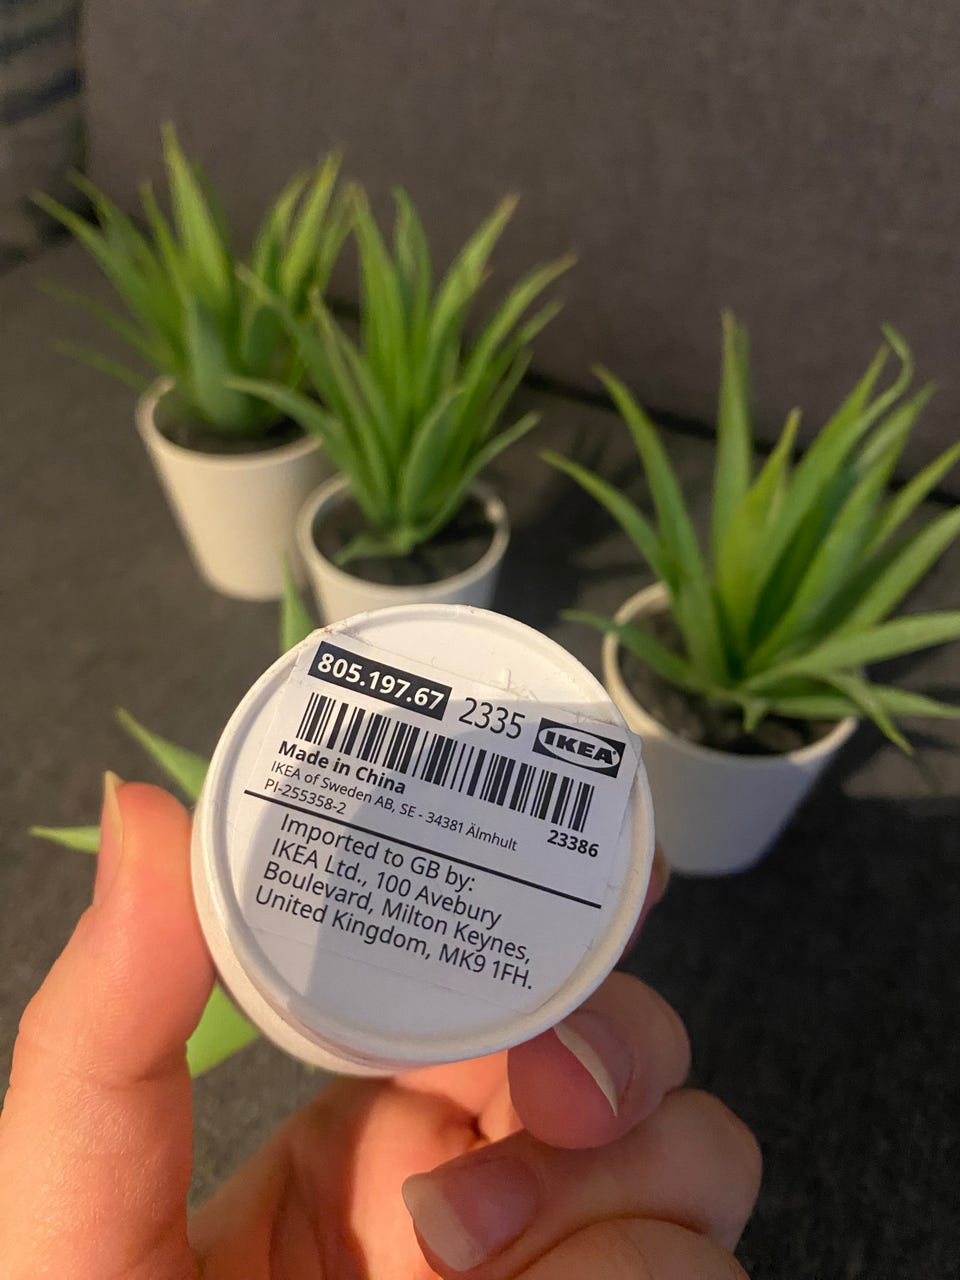 805.197.67 2335 IKEA
Made in China
IKEA of Sweden AB, SE - 34381 Älmhult
PI-255358-2 23386
Imported to GB by:
IKEA Ltd., 100 Avebury
Boulevard, Milton Keynes,
United Kingdom, MK9 1FH.